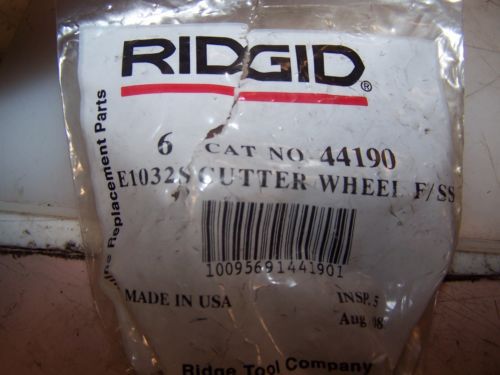 RIDGID®
6 CAT NO. 44190
E1032S CUTTER WHEEL F/SS
10095691441901
MADE IN USA
INSP. 5
Aug 08
Ridge Tool Company
Replacement Parts